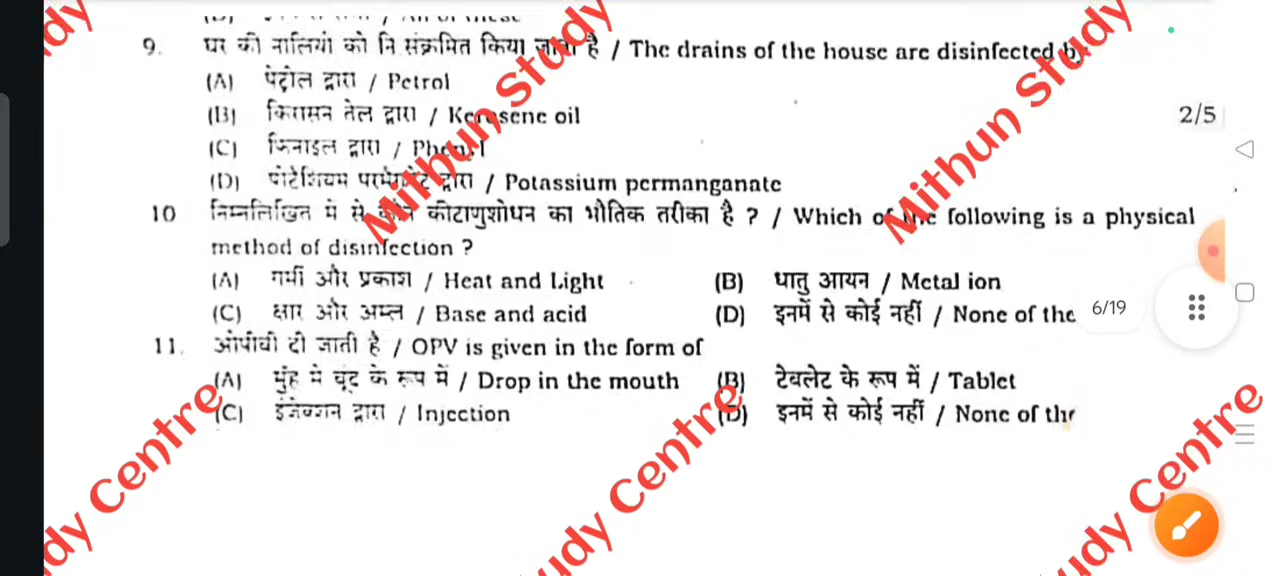 9. घर की नालियों को नि संक्रमित किया जाता है / The drains of the house are disinfected by
(A) पेट्रोल द्वारा / Petrol
2/5
(B) किरासन तेल द्वारा / Kerosene oil
(C) फिनाइल द्वारा / Phenyl
(D) पोटेशियम परमैंगनेट द्वारा / Potassium permanganate
10 निम्नलिखित में से कौन कीटाणुशोधन का भौतिक तरीका है ? / Which of the following is a physical
method of disinfection ?
(A) गर्मी और प्रकाश / Heat and Light (B) धातु आयन / Metal ion
(C) क्षार और अम्ल / Base and acid (D) इनमें से कोई नहीं / None of the
6/19
11. ओपीवी दी जाती है / OPV is given in the form of
(A) मुंह मे बूंद के रूप में / Drop in the mouth (B) टेबलेट के रूप में / Tablet
(C) इंजेक्शन द्वारा / Injection (D) इनमें से कोई नहीं / None of the
Mithun Study
Mithun Study
dy Centre
udy Centre
udy Centre